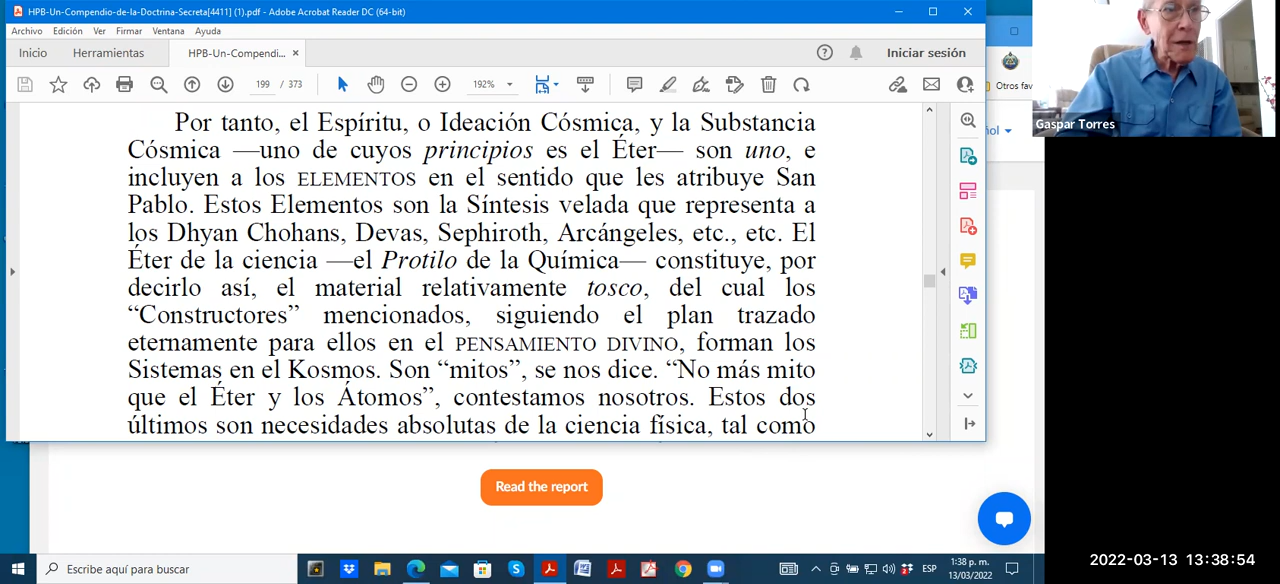 HPB-Un-Compendio-de-la-Doctrina-Secreta[4411] (1).pdf - Adobe Acrobat Reader DC (64-bit)
Archivo Edición Ver Firmar Ventana Ayuda
Inicio Herramientas HPB-Un-Compendi... × Iniciar sesión
199 / 373 192%
Otros fav
Gaspar Torres
ñol
Por tanto, el Espíritu, o Ideación Cósmica, y la Substancia
Cósmica —uno de cuyos principios es el Éter— son uno, e
incluyen a los ELEMENTOS en el sentido que les atribuye San
Pablo. Estos Elementos son la Síntesis velada que representa a
los Dhyan Chohans, Devas, Sephiroth, Arcángeles, etc., etc. El
Éter de la ciencia —el Protilo de la Química— constituye, por
decirlo así, el material relativamente tosco, del cual los
“Constructores” mencionados, siguiendo el plan trazado
eternamente para ellos en el PENSAMIENTO DIVINO, forman los
Sistemas en el Kosmos. Son “mitos”, se nos dice. “No más mito
que el Éter y los Átomos”, contestamos nosotros. Estos dos
últimos son necesidades absolutas de la ciencia física, tal como
Read the report
Escribe aquí para buscar
ESP
1:38 p. m.
13/03/2022
2022-03-13 13:38:54